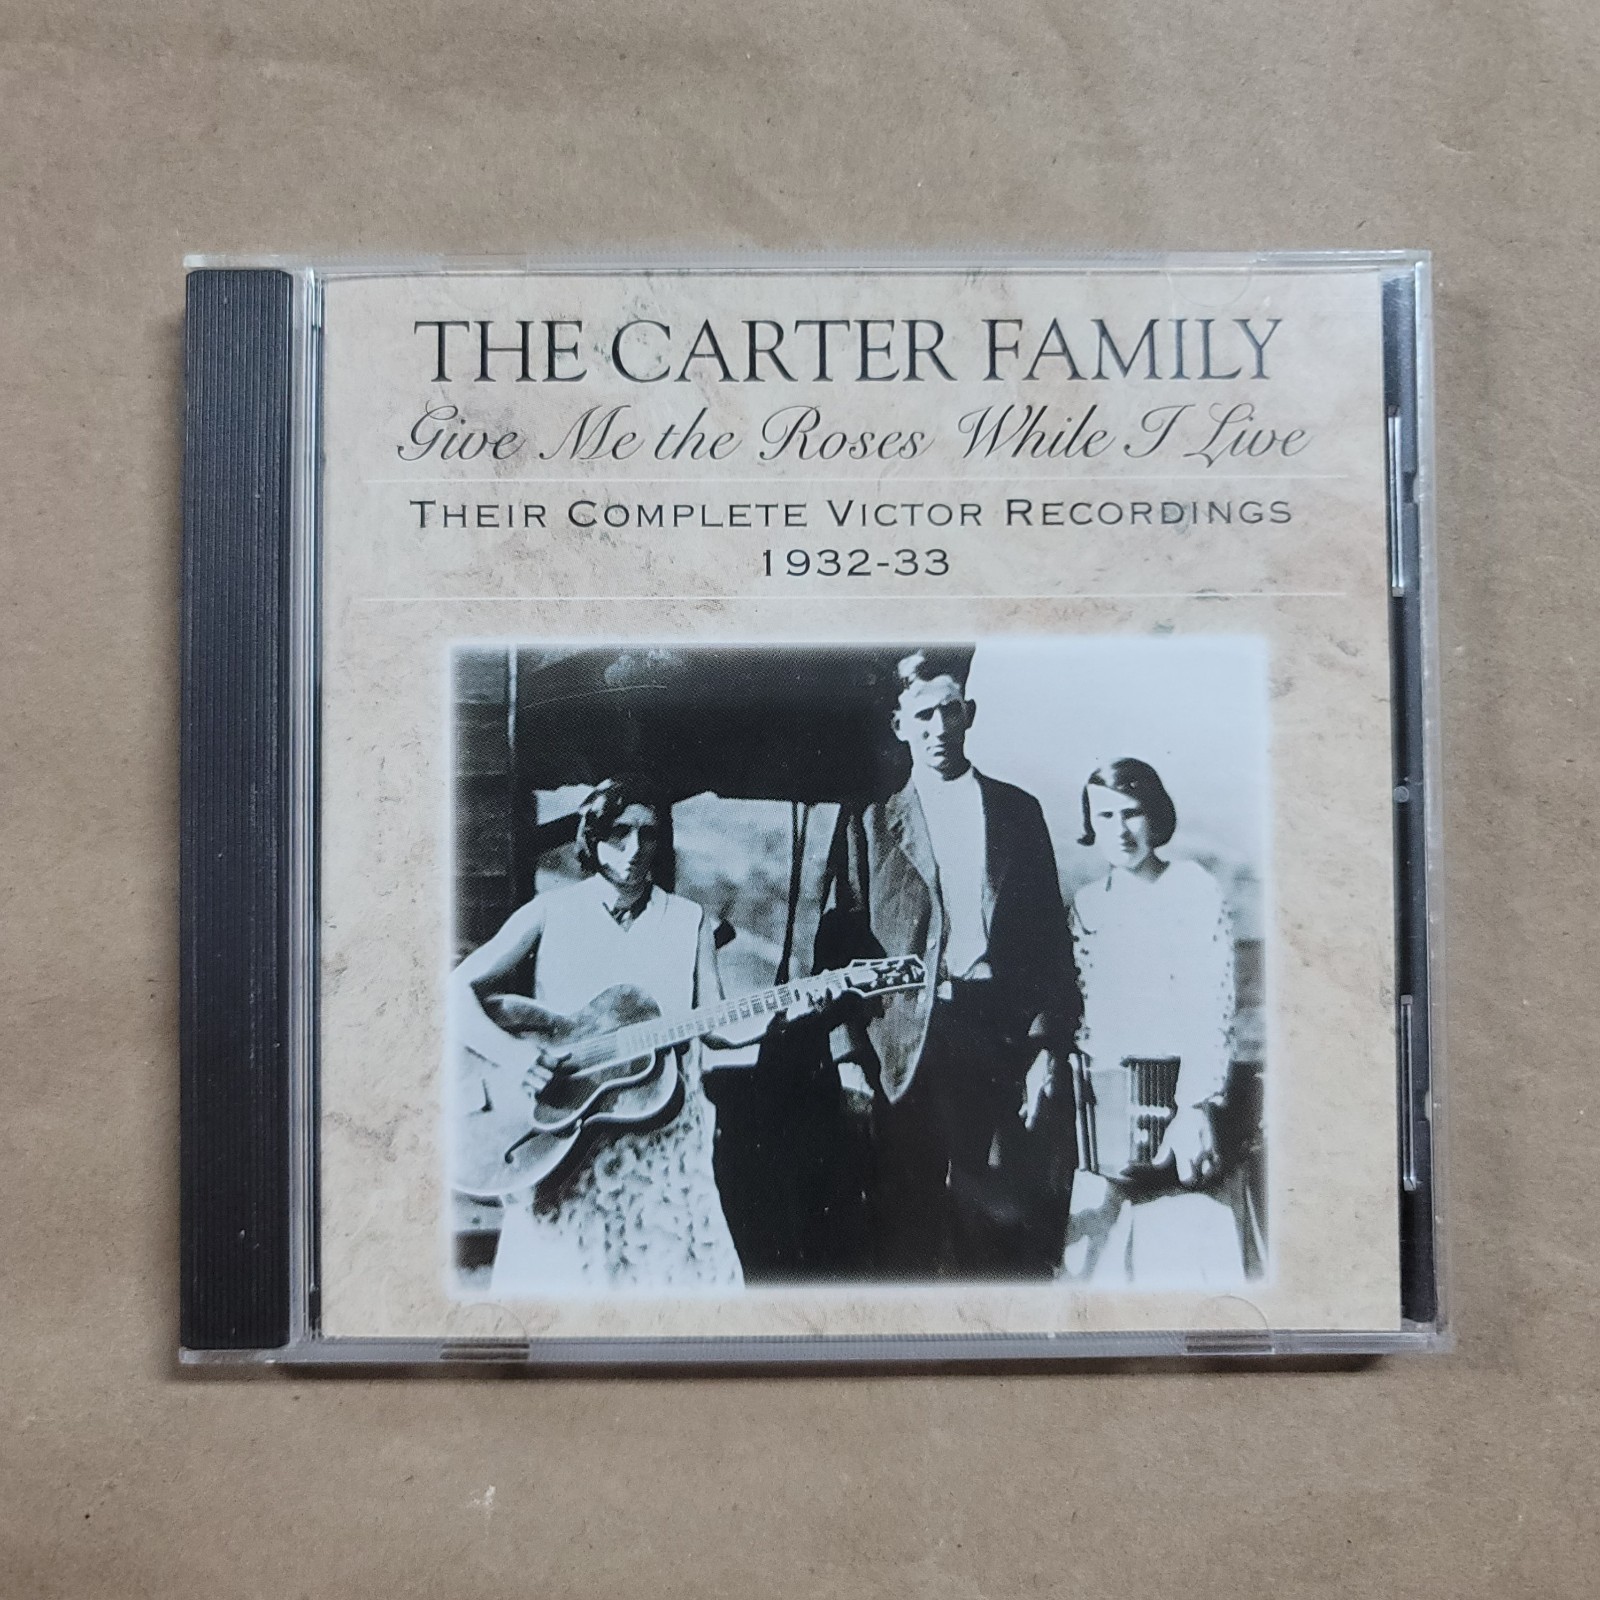 THE CARTER FAMILY
Give Me the Roses While I Live
THEIR COMPLETE VICTOR RECORDINGS
1932-33